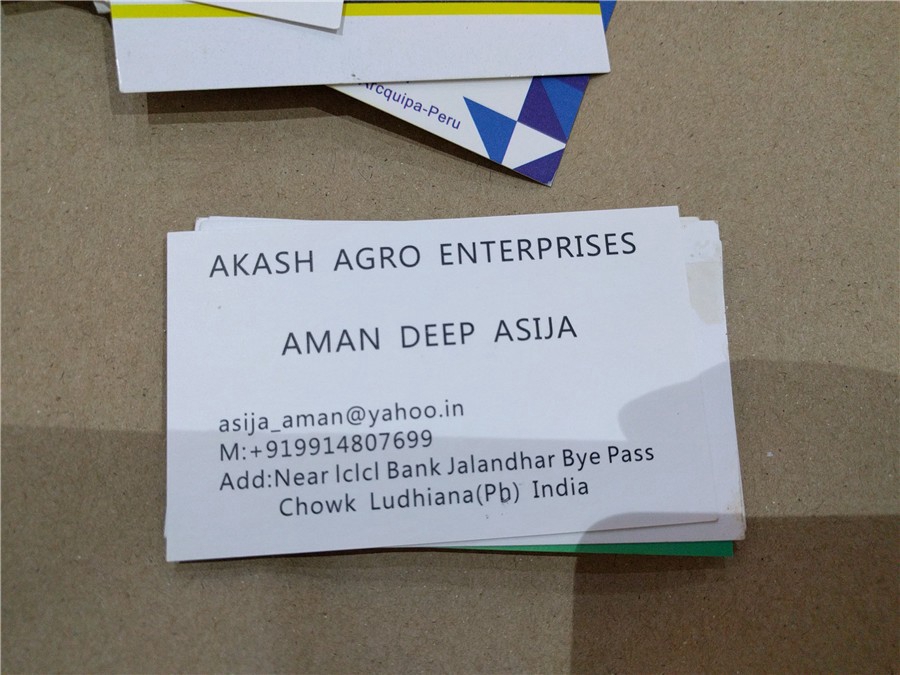 Arcquipa-Peru
AKASH AGRO ENTERPRISES
AMAN DEEP ASIJA
asija_aman@yahoo.in
M:+919914807699
Add:Near Iclcl Bank Jalandhar Bye Pass
Chowk Ludhiana(Pb) India